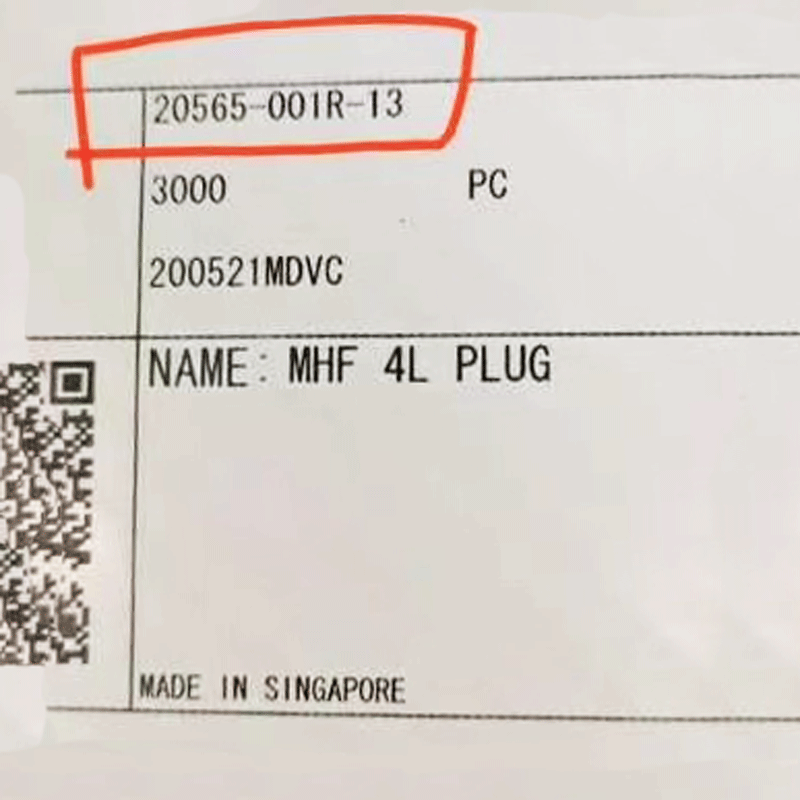 20565-001R-13
3000 PC
200521MDVC
NAME: MHF 4L PLUG
MADE IN SINGAPORE